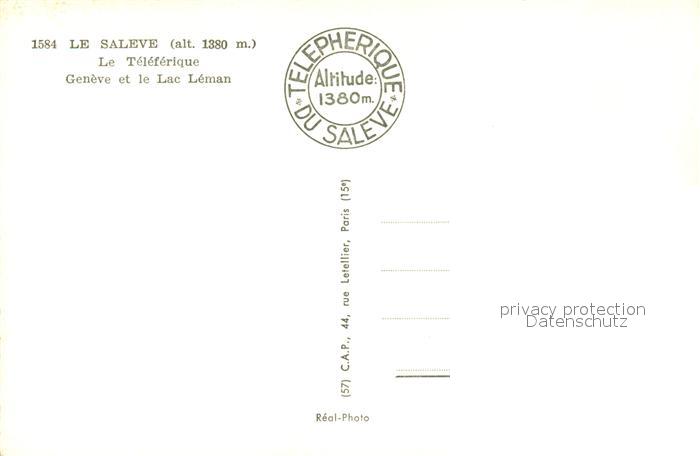 1584 LE SALEVE (alt. 1380 m.)
Le Téléférique
Genève et le Lac Léman
TELEPHERIQUE
Altitude:
1380m.
* DU SALEVE *
(57) C.A.P., 44, rue Letellier, Paris (15e)
privacy protection
Datenschutz
Réal-Photo